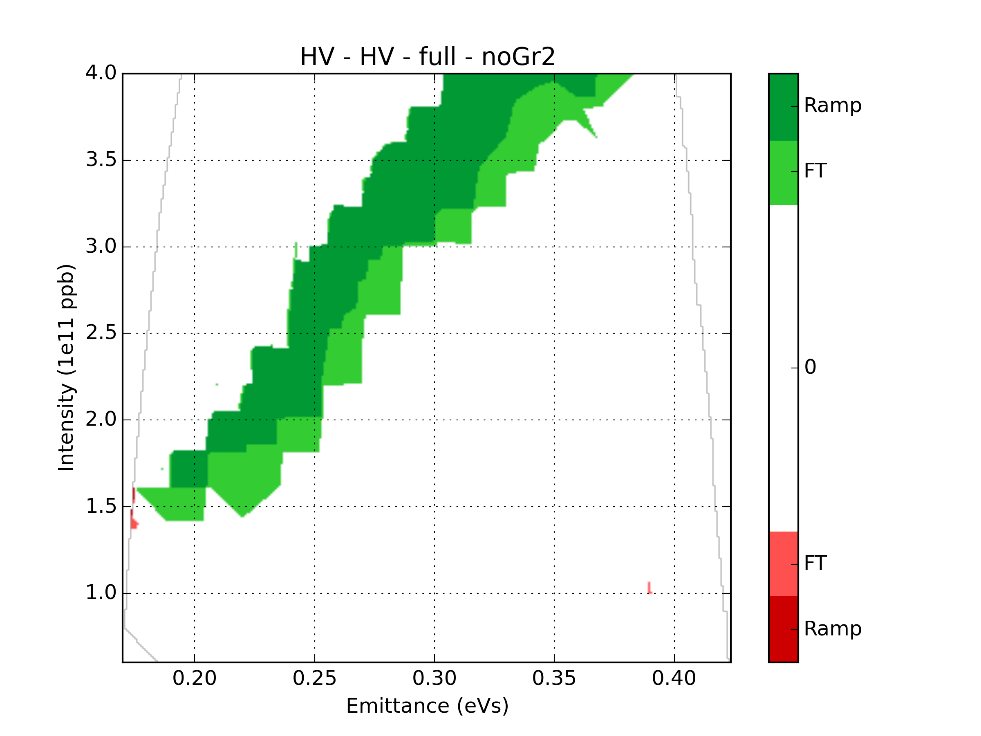 HV - HV - full - noGr2
4.0
3.5
3.0
2.5
2.0
1.5
1.0
Intensity (1e11 ppb)
0.20 0.25 0.30 0.35 0.40
Emittance (eVs)
Ramp
FT
0
FT
Ramp